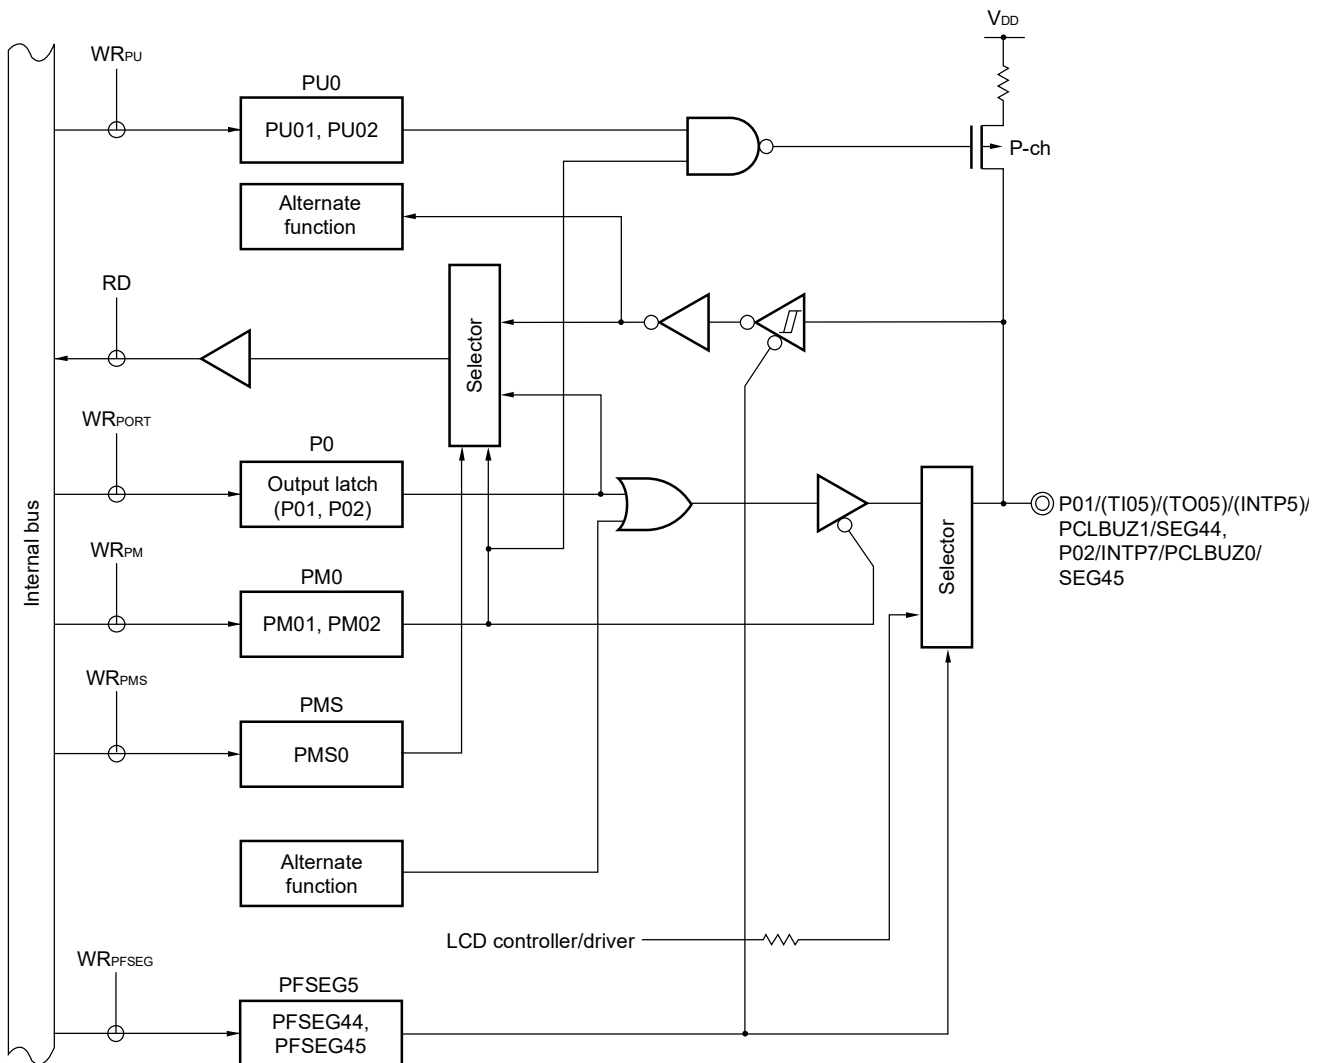 VDD
WRPU
PU0
PU01, PU02
P-ch
Alternate
function
RD
Selector
WRPORT
P0
Output latch
(P01, P02)
Internal bus
Selector
P01/(TI05)/(TO05)/(INTP5)/
PCLBUZ1/SEG44,
P02/INTP7/PCLBUZ0/
SEG45
WRPM
PM0
PM01, PM02
WRPMS
PMS
PMS0
Alternate
function
LCD controller/driver
WRPFSEG
PFSEG5
PFSEG44,
PFSEG45